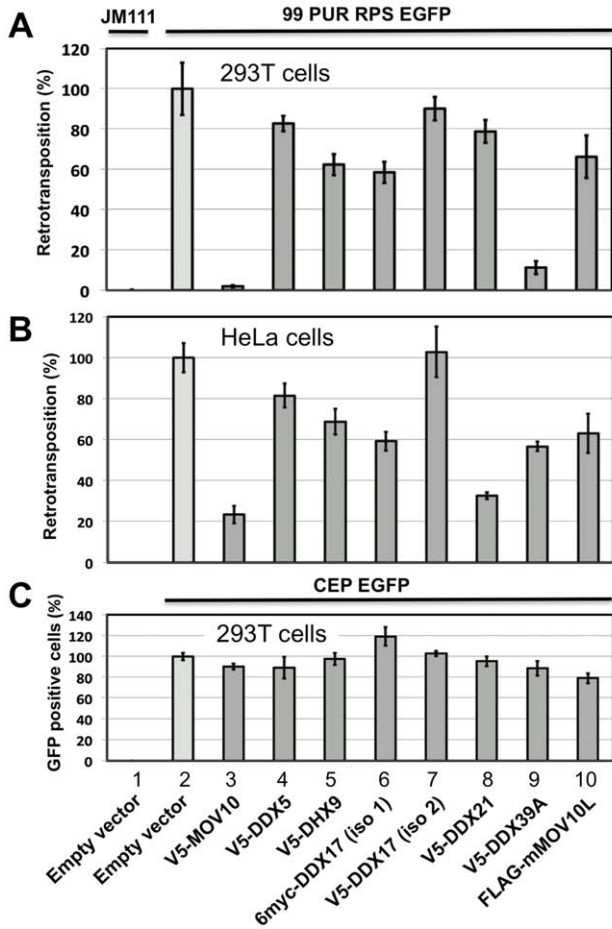 JM111
99 PUR RPS EGFP
A
293T cells
Retrotransposition (%)
120
100
80
60
40
20
0
B
HeLa cells
Retrotransposition (%)
120
100
80
60
40
20
0
CEP EGFP
C
293T cells
GFP positive cells (%)
140
120
100
80
60
40
20
0
1 2 3 4 5 6 7 8 9 10
Empty vector
Empty vector
V5-MOV10
V5-DDX5
V5-DHX9
6myc-DDX17 (iso 1)
V5-DDX17 (iso 2)
V5-DDX21
V5-DDX39A
FLAG-mMOV10L